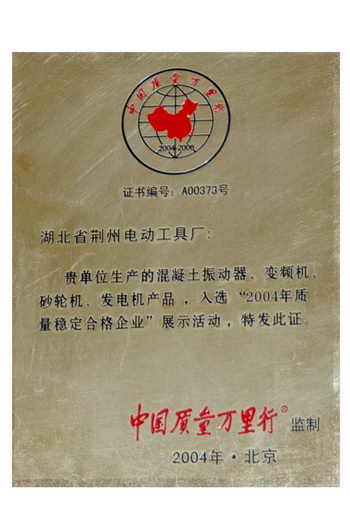 中国质量万里行
2004-2006
证书编号：A00373号
湖北省荆州电动工具厂：
贵单位生产的混凝土振动器、变频机、
砂轮机、发电机产品，入选“2004年质
量稳定合格企业”展示活动，特发此证。
中国质量万里行® 监制
2004年·北京